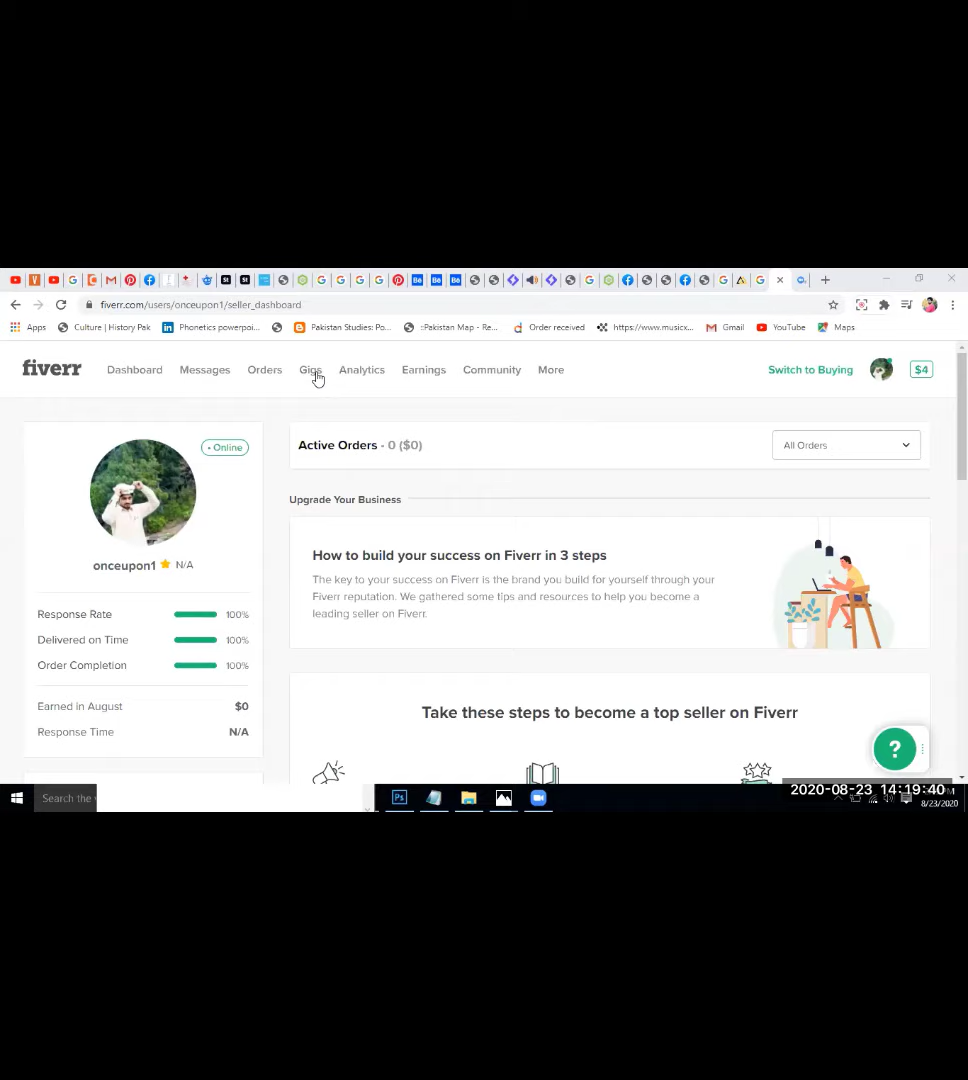 fiverr.com/users/onceupon1/seller_dashboard
Apps Culture | History Pak Phonetics powerpoi... Pakistan Studies: Po... ::Pakistan Map - Re... Order received https://www.musicx... Gmail YouTube Maps
fiverr Dashboard Messages Orders Gigs Analytics Earnings Community More Switch to Buying $4
• Online
onceupon1 N/A
Response Rate 100%
Delivered on Time 100%
Order Completion 100%
Earned in August $0
Response Time N/A
Active Orders - 0 ($0) All Orders
Upgrade Your Business
How to build your success on Fiverr in 3 steps
The key to your success on Fiverr is the brand you build for yourself through your
Fiverr reputation. We gathered some tips and resources to help you become a
leading seller on Fiverr.
Take these steps to become a top seller on Fiverr
?
Search the
Ps
2020-08-23 14:19:40
8/23/2020